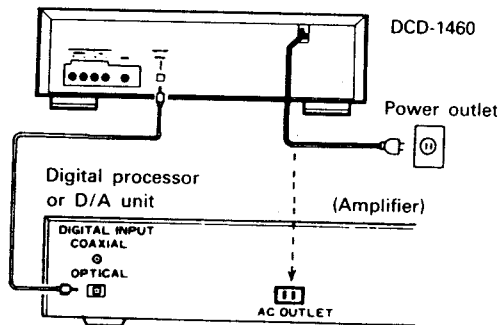 DCD-1460
Power outlet
Digital processor
or D/A unit
(Amplifier)
DIGITAL INPUT
COAXIAL
OPTICAL
AC OUTLET